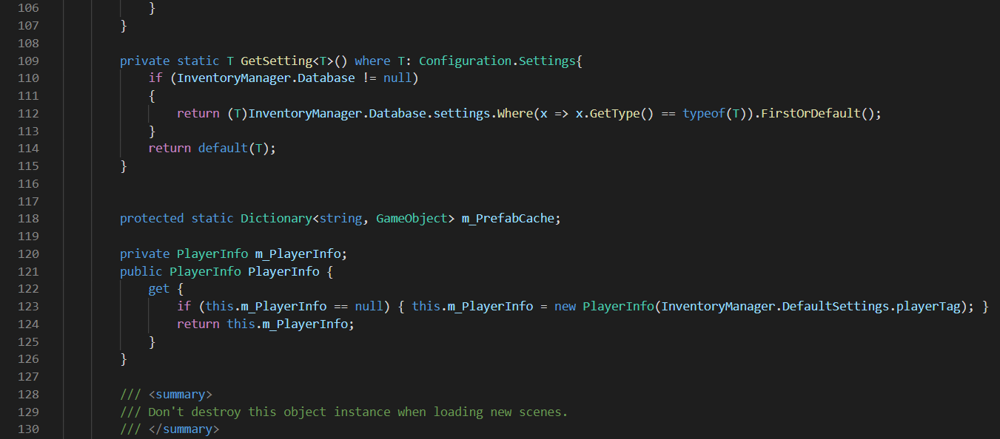 106 }
107 }
108
109 private static T GetSetting<T>() where T: Configuration.Settings{
110 if (InventoryManager.Database != null)
111 {
112 return (T)InventoryManager.Database.settings.Where(x => x.GetType() == typeof(T)).FirstOrDefault();
113 }
114 return default(T);
115 }
116
117
118 protected static Dictionary<string, GameObject> m_PrefabCache;
119
120 private PlayerInfo m_PlayerInfo;
121 public PlayerInfo PlayerInfo {
122 get {
123 if (this.m_PlayerInfo == null) { this.m_PlayerInfo = new PlayerInfo(InventoryManager.DefaultSettings.playerTag); }
124 return this.m_PlayerInfo;
125 }
126 }
127
128 /// <summary>
129 /// Don't destroy this object instance when loading new scenes.
130 /// </summary>